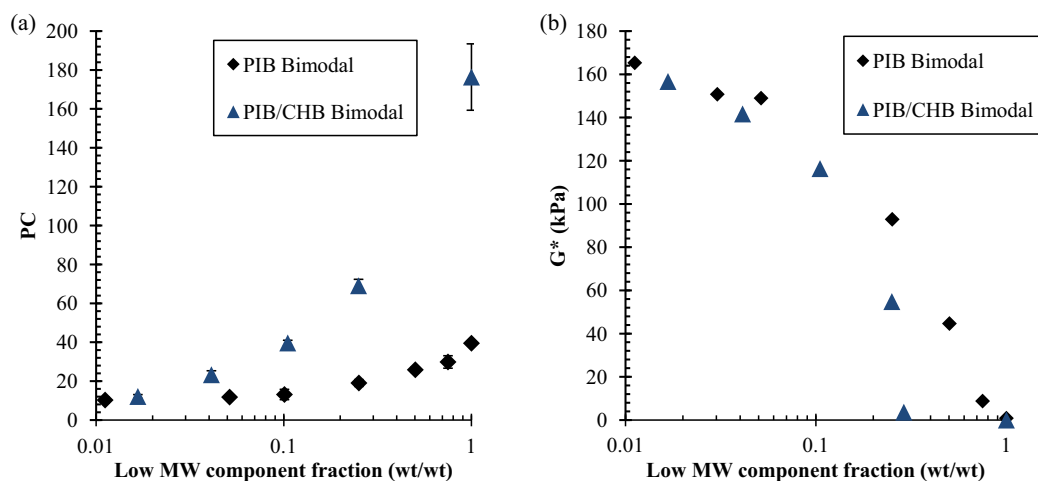 (a)
200
180
160
140
120
100
80
60
40
20
0
PC
PIB Bimodal
PIB/CHB Bimodal
0.01
0.1
1
Low MW component fraction (wt/wt)
(b)
180
160
140
120
100
80
60
40
20
0
G* (kPa)
PIB Bimodal
PIB/CHB Bimodal
0.01
0.1
1
Low MW component fraction (wt/wt)